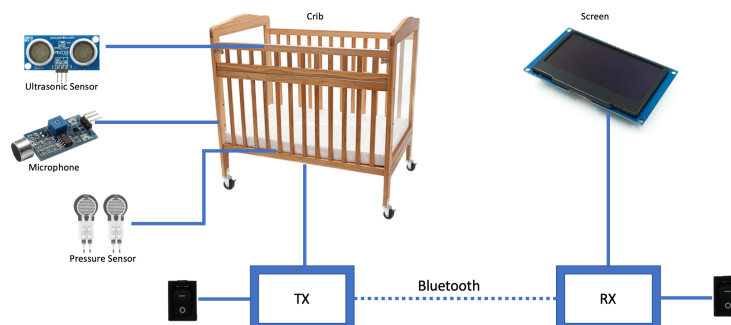 Crib
Screen
Ultrasonic Sensor
Microphone
Pressure Sensor
TX
Bluetooth
RX